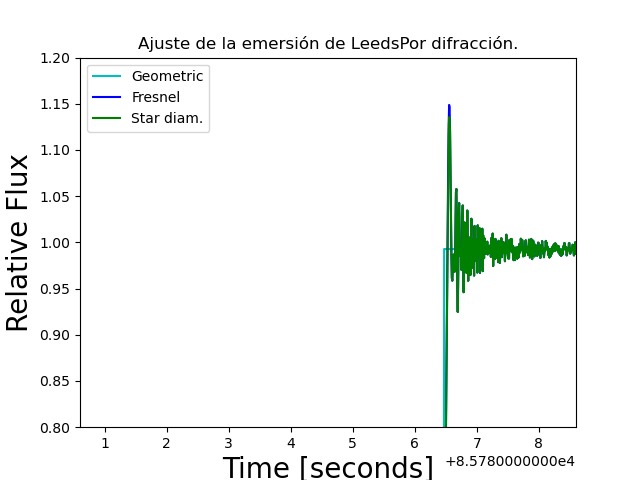 Ajuste de la emersión de LeedsPor difracción.
1.20
1.15
1.10
1.05
1.00
0.95
0.90
0.85
0.80
Relative Flux
Geometric
Fresnel
Star diam.
1 2 3 4 5 6 7 8
+8.5780000000e4
Time [seconds]